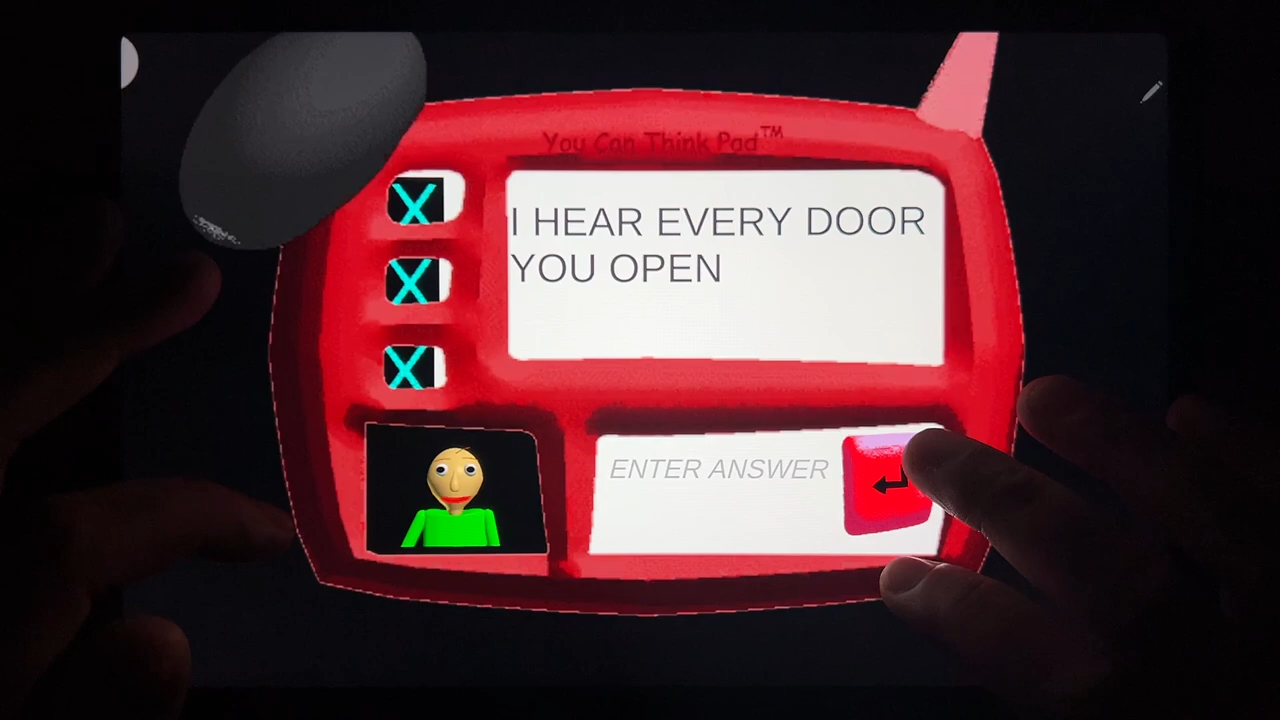 You Can Think Pad™
I HEAR EVERY DOOR
YOU OPEN
ENTER ANSWER